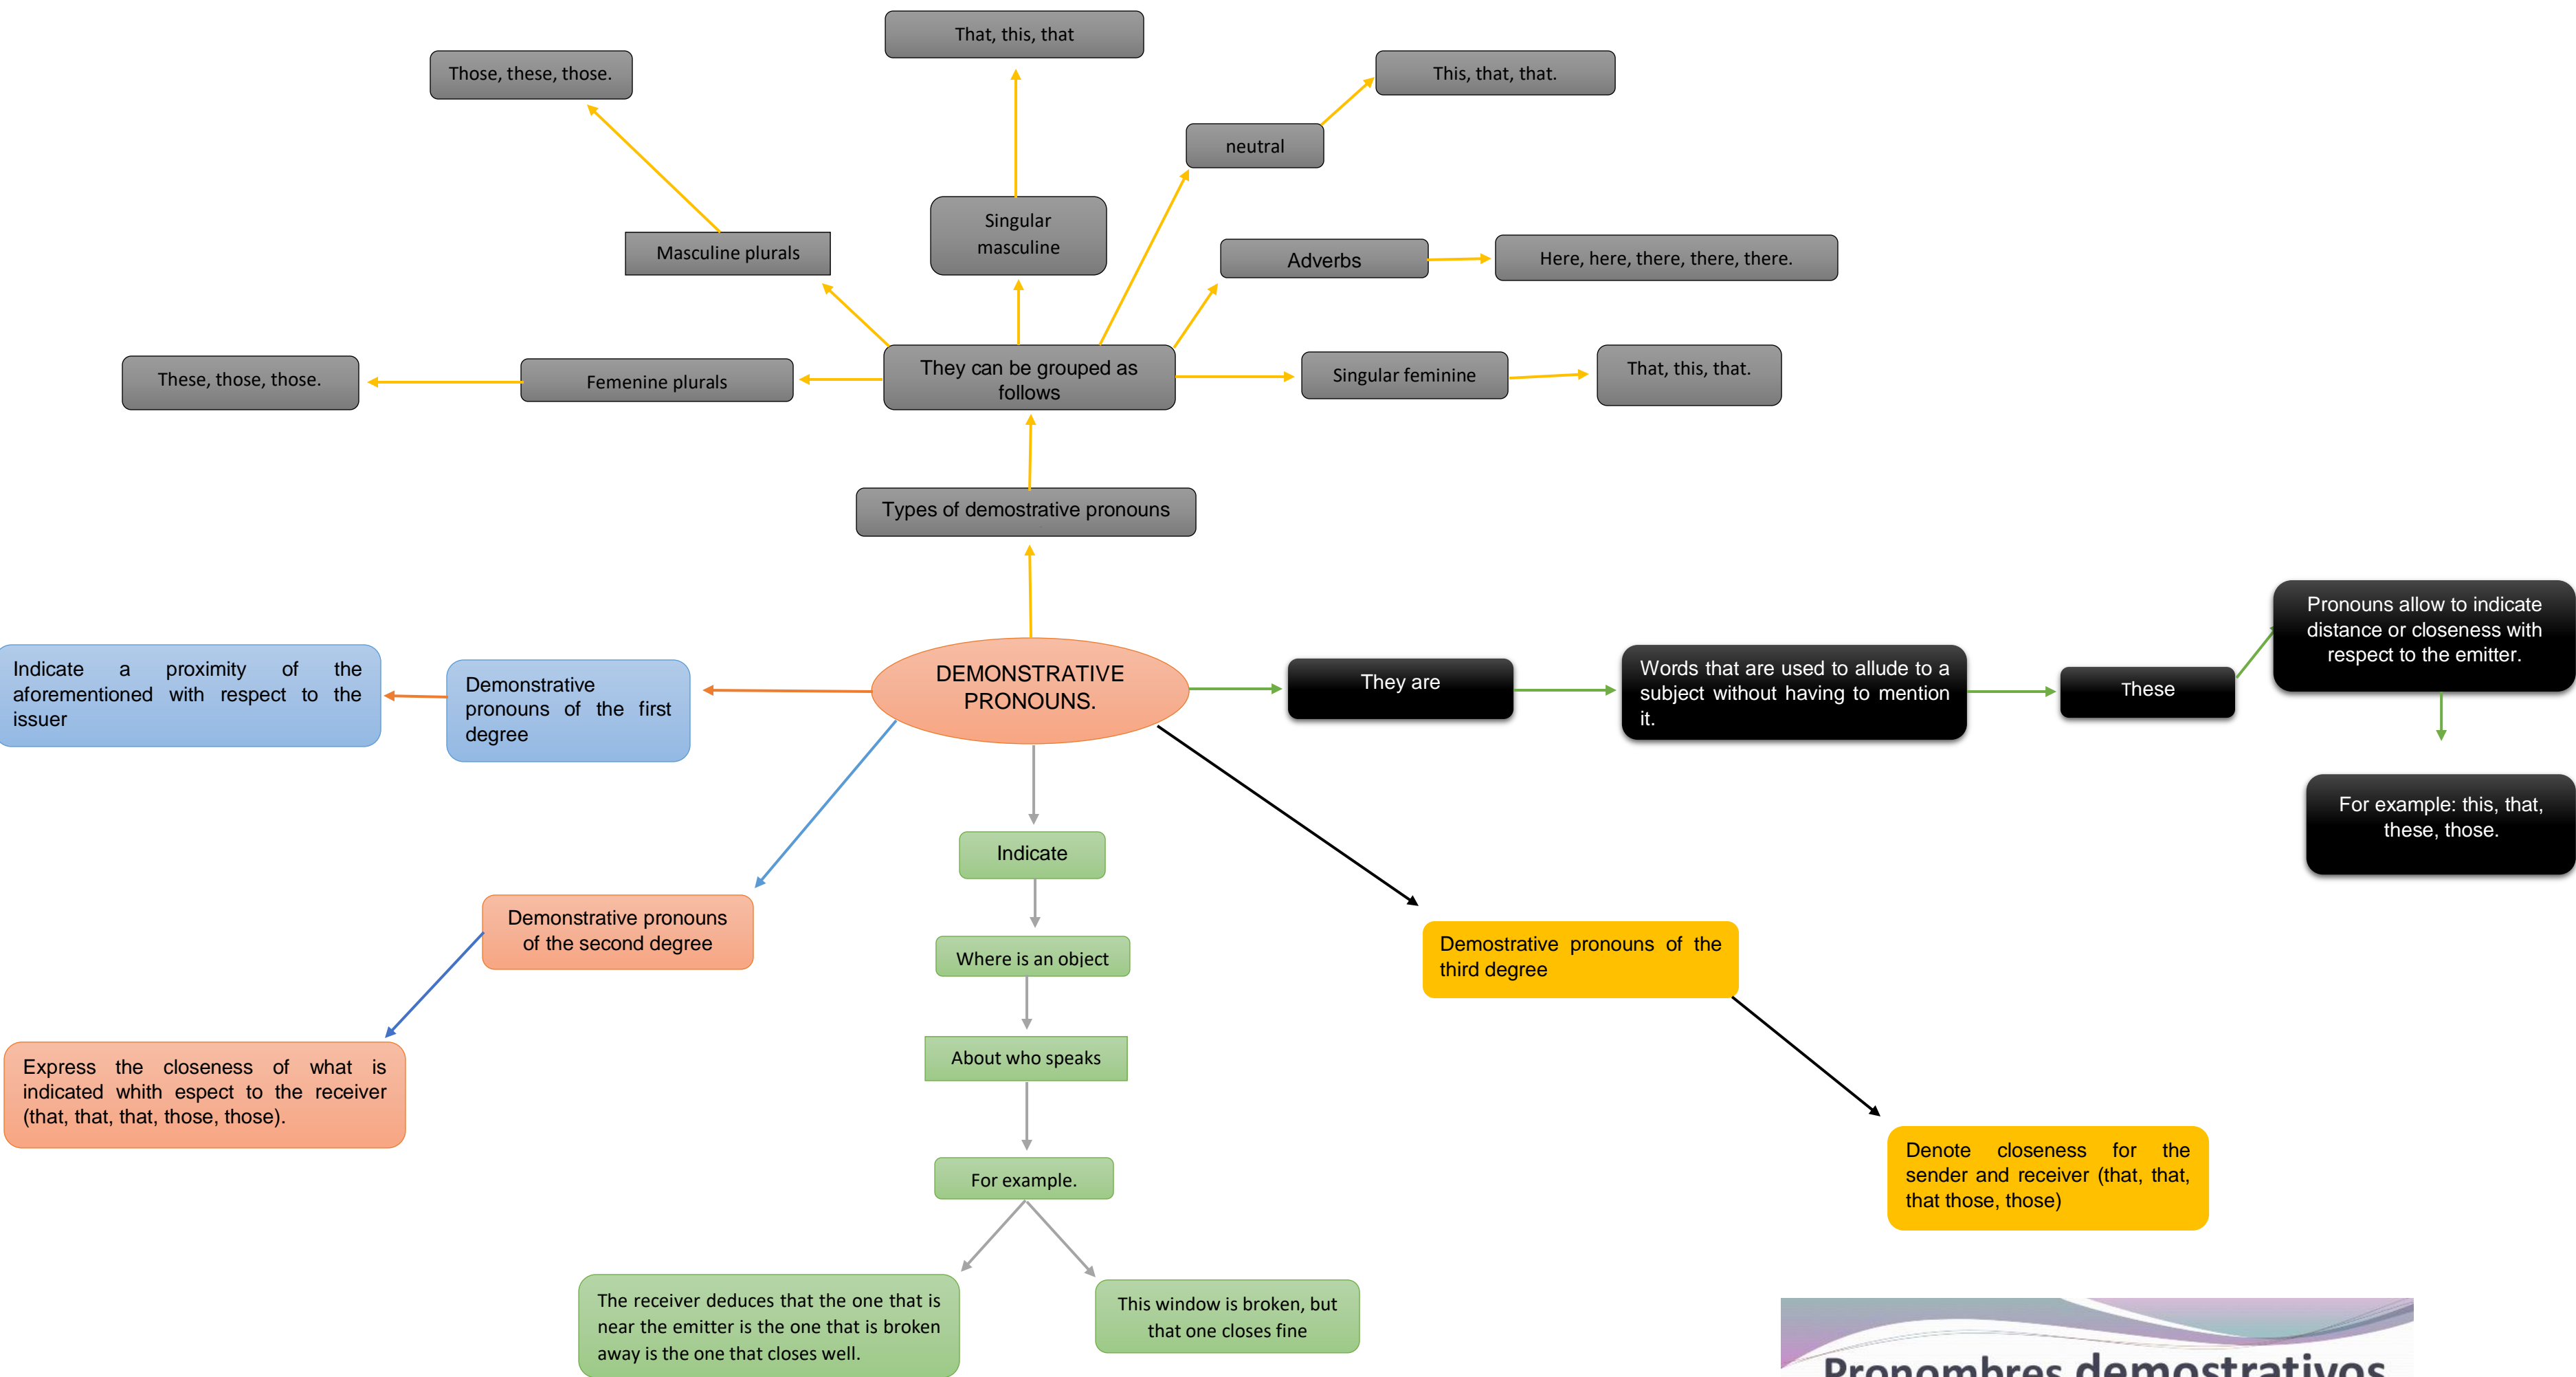 That, this, that
Those, these, those.
This, that, that.
neutral
Singular
masculine
Masculine plurals
Adverbs
Here, here, there, there, there.
These, those, those.
Femenine plurals
They can be grouped as
follows
Singular feminine
That, this, that.
Types of demostrative pronouns
Indicate a proximity of the
aforementioned with respect to the
issuer
Demonstrative
pronouns of the first
degree
DEMONSTRATIVE
PRONOUNS.
They are
Words that are used to allude to a
subject without having to mention
it.
These
Pronouns allow to indicate
distance or closeness with
respect to the emitter.
For example: this, that,
these, those.
Indicate
Demonstrative pronouns
of the second degree
Where is an object
Demostrative pronouns of the
third degree
About who speaks
Express the closeness of what is
indicated whith espect to the receiver
(that, that, that, those, those).
For example.
Denote closeness for the
sender and receiver (that, that,
that those, those)
The receiver deduces that the one that is
near the emitter is the one that is broken
away is the one that closes well.
This window is broken, but
that one closes fine
Pronombres demostrativos